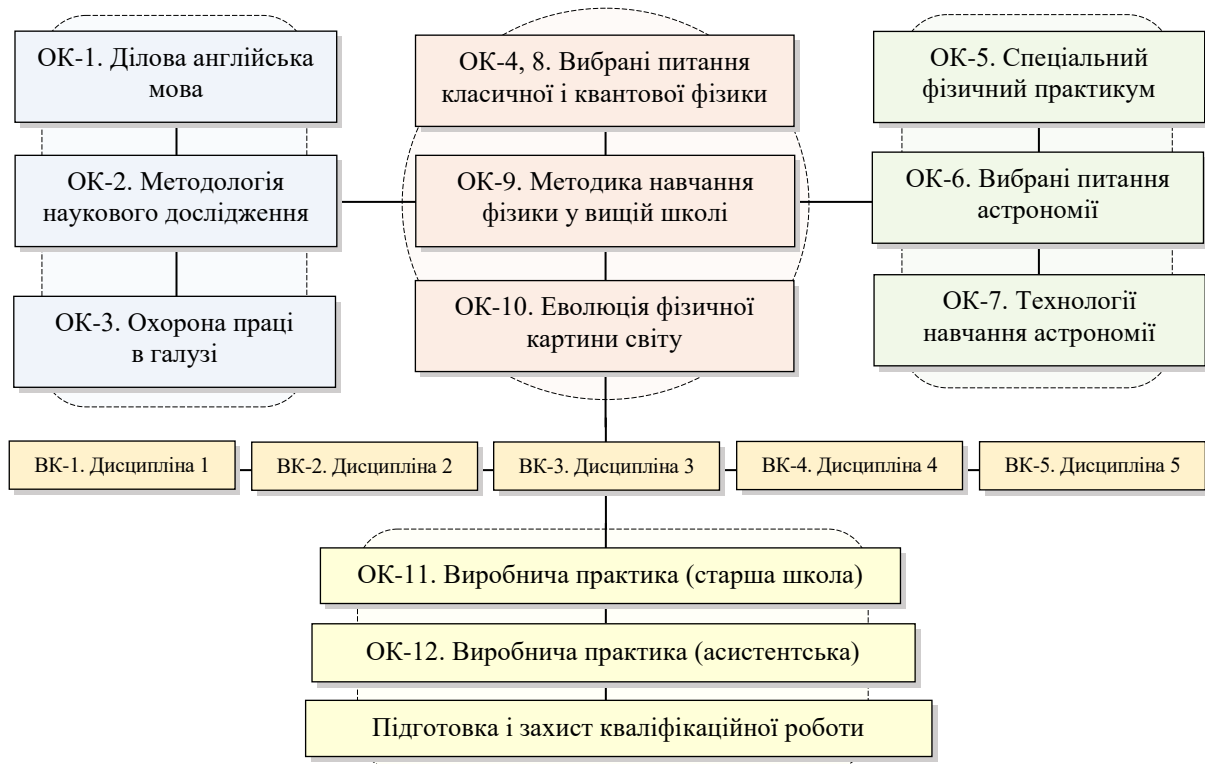 ОК-1. Ділова англійська
мова
ОК-2. Методологія
наукового дослідження
ОК-3. Охорона праці
в галузі
ОК-4, 8. Вибрані питання
класичної і квантової фізики
ОК-9. Методика навчання
фізики у вищій школі
ОК-10. Еволюція фізичної
картини світу
ОК-5. Спеціальний
фізичний практикум
ОК-6. Вибрані питання
астрономії
ОК-7. Технології
навчання астрономії
ВК-1. Дисципліна 1
ВК-2. Дисципліна 2
ВК-3. Дисципліна 3
ВК-4. Дисципліна 4
ВК-5. Дисципліна 5
ОК-11. Виробнича практика (старша школа)
ОК-12. Виробнича практика (асистентська)
Підготовка і захист кваліфікаційної роботи